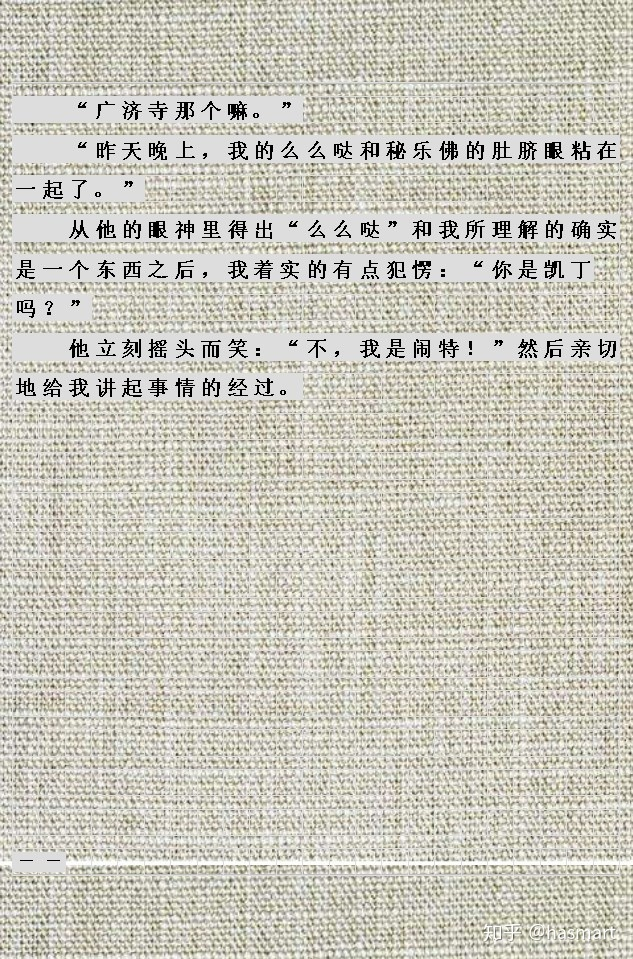 “广济寺那个嘛。”
“昨天晚上，我的么么哒和秘乐佛的肚脐眼粘在
一起了。”
从他的眼神里得出“么么哒”和我所理解的确实
是一个东西之后，我着实的有点犯愣：“你是凯丁
吗？”
他立刻摇头而笑：“不，我是闹特！”然后亲切
地给我讲起事情的经过。
一一
知乎 @hasmart